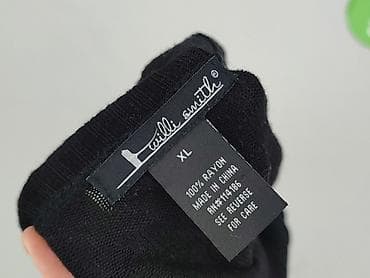 willi smith®
XL
100% RAYON
MADE IN CHINA
RN#114186
SEE REVERSE
FOR CARE